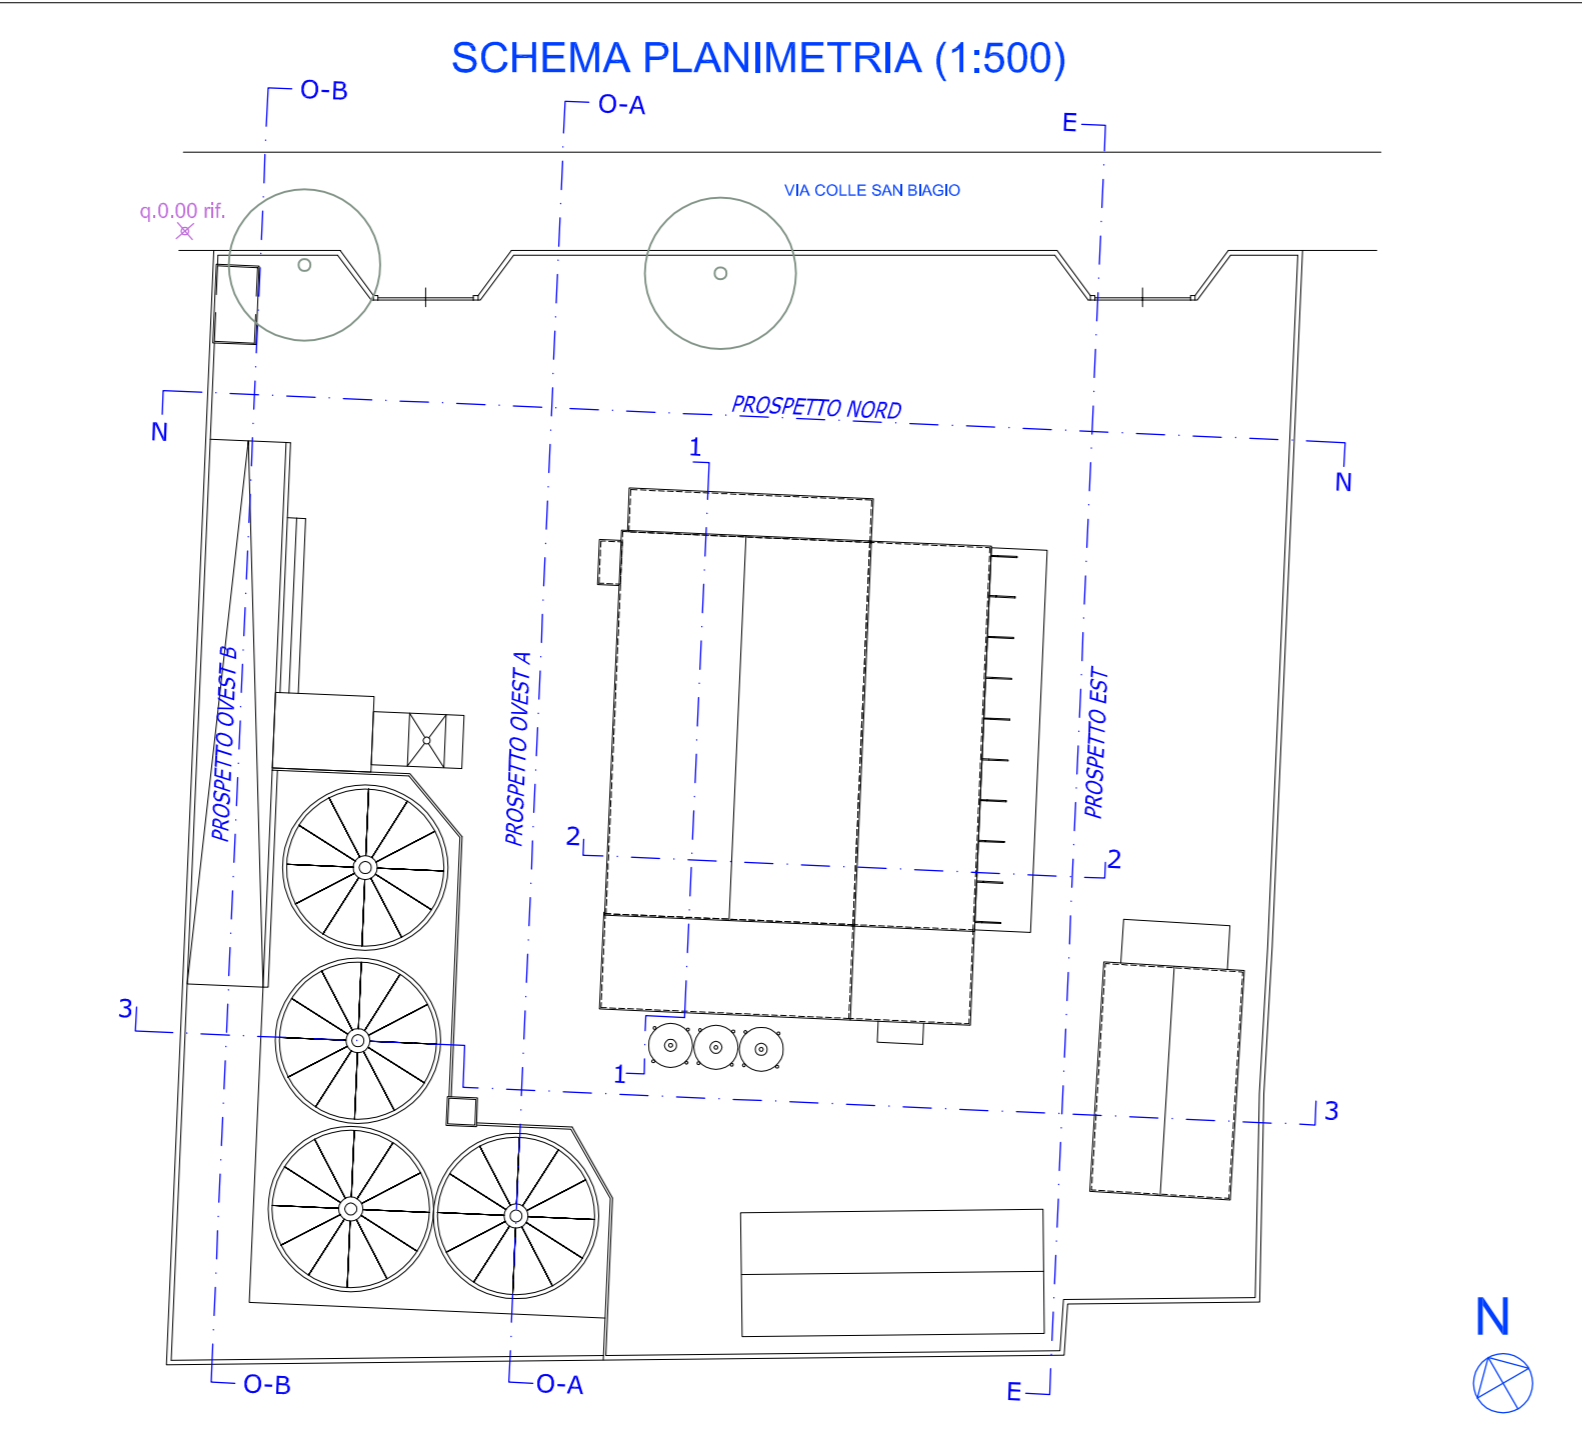 SCHEMA PLANIMETRIA (1:500)
O-B
O-A
E
VIA COLLE SAN BIAGIO
q.0.00 rif.
PROSPETTO NORD
N
N
1
PROSPETTO OVEST B
PROSPETTO OVEST A
PROSPETTO EST
2
2
3
1
3
N
O-B
O-A
E